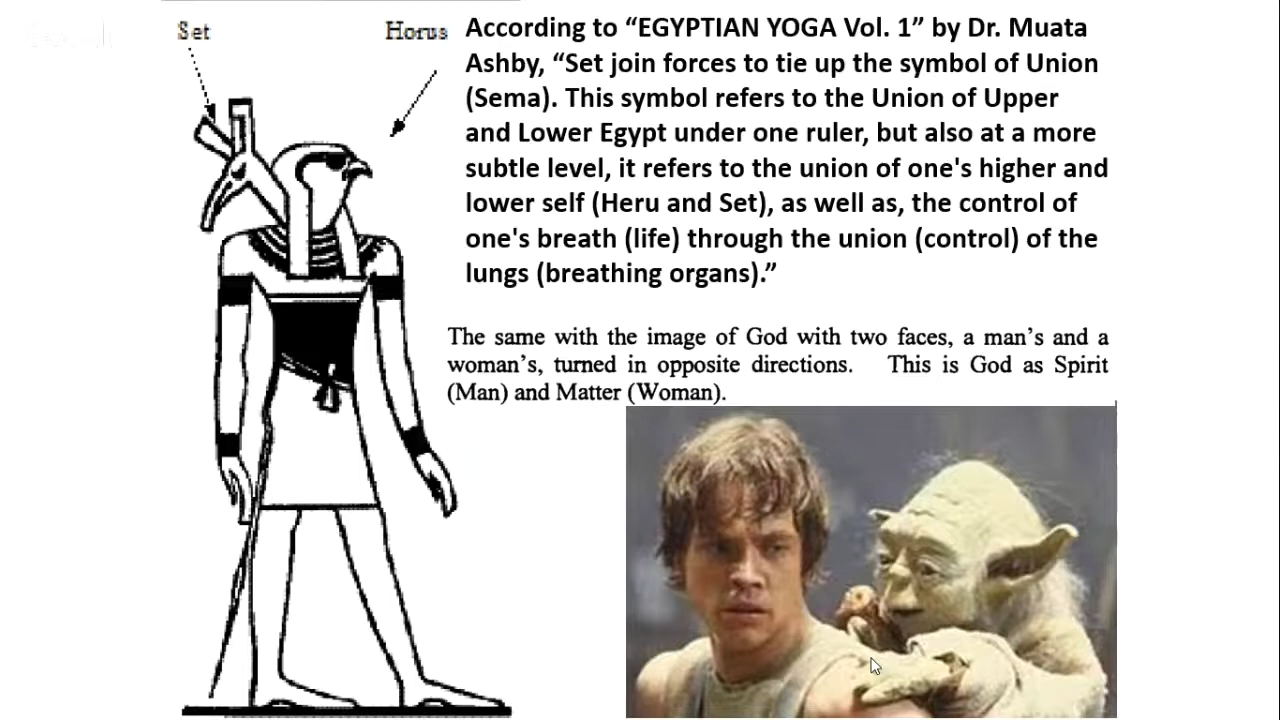 Set
Horus
According to “EGYPTIAN YOGA Vol. 1” by Dr. Muata
Ashby, “Set join forces to tie up the symbol of Union
(Sema). This symbol refers to the Union of Upper
and Lower Egypt under one ruler, but also at a more
subtle level, it refers to the union of one's higher and
lower self (Heru and Set), as well as, the control of
one's breath (life) through the union (control) of the
lungs (breathing organs).”
The same with the image of God with two faces, a man’s and a
woman’s, turned in opposite directions. This is God as Spirit
(Man) and Matter (Woman).